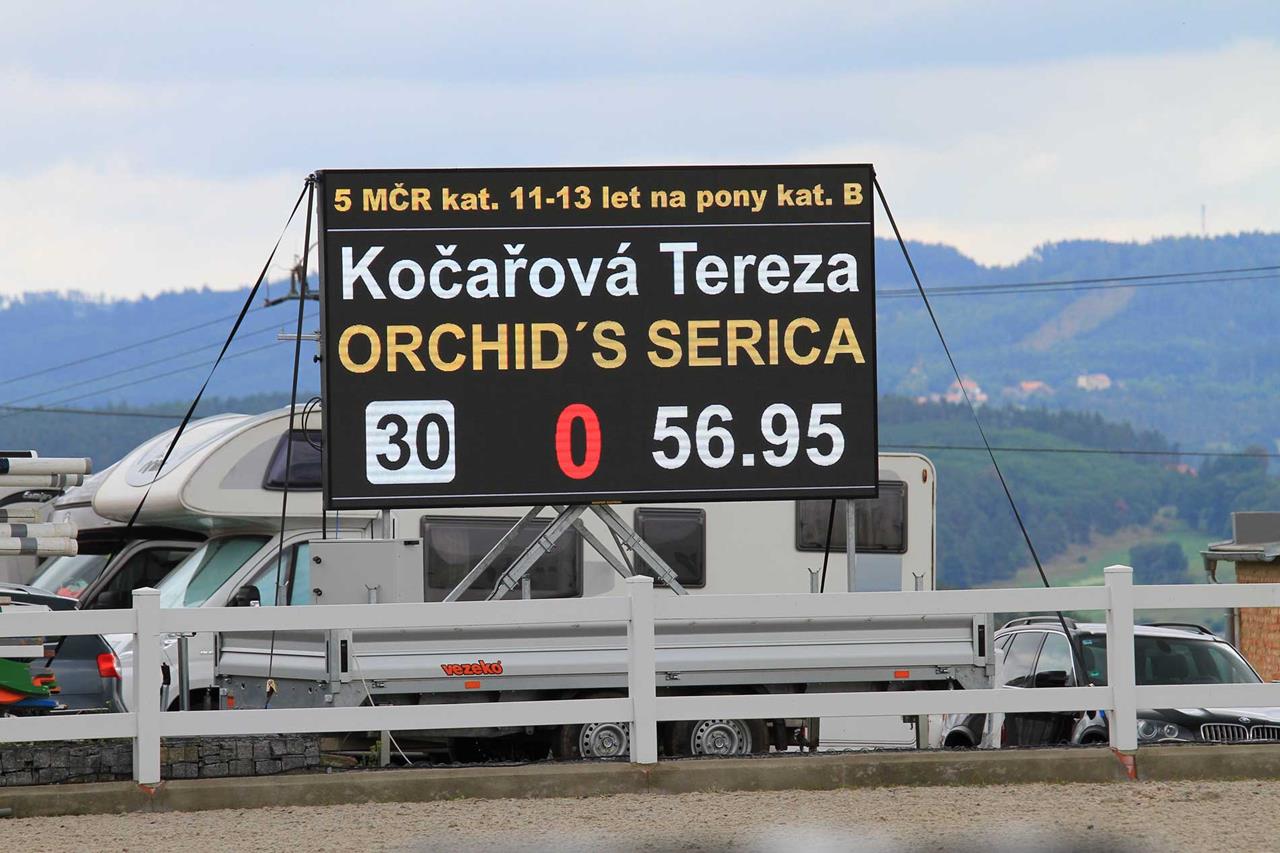 5 MČR kat. 11-13 let na pony kat. B
Kočařová Tereza
ORCHID´S SERICA
30 0 56.95
vezeko